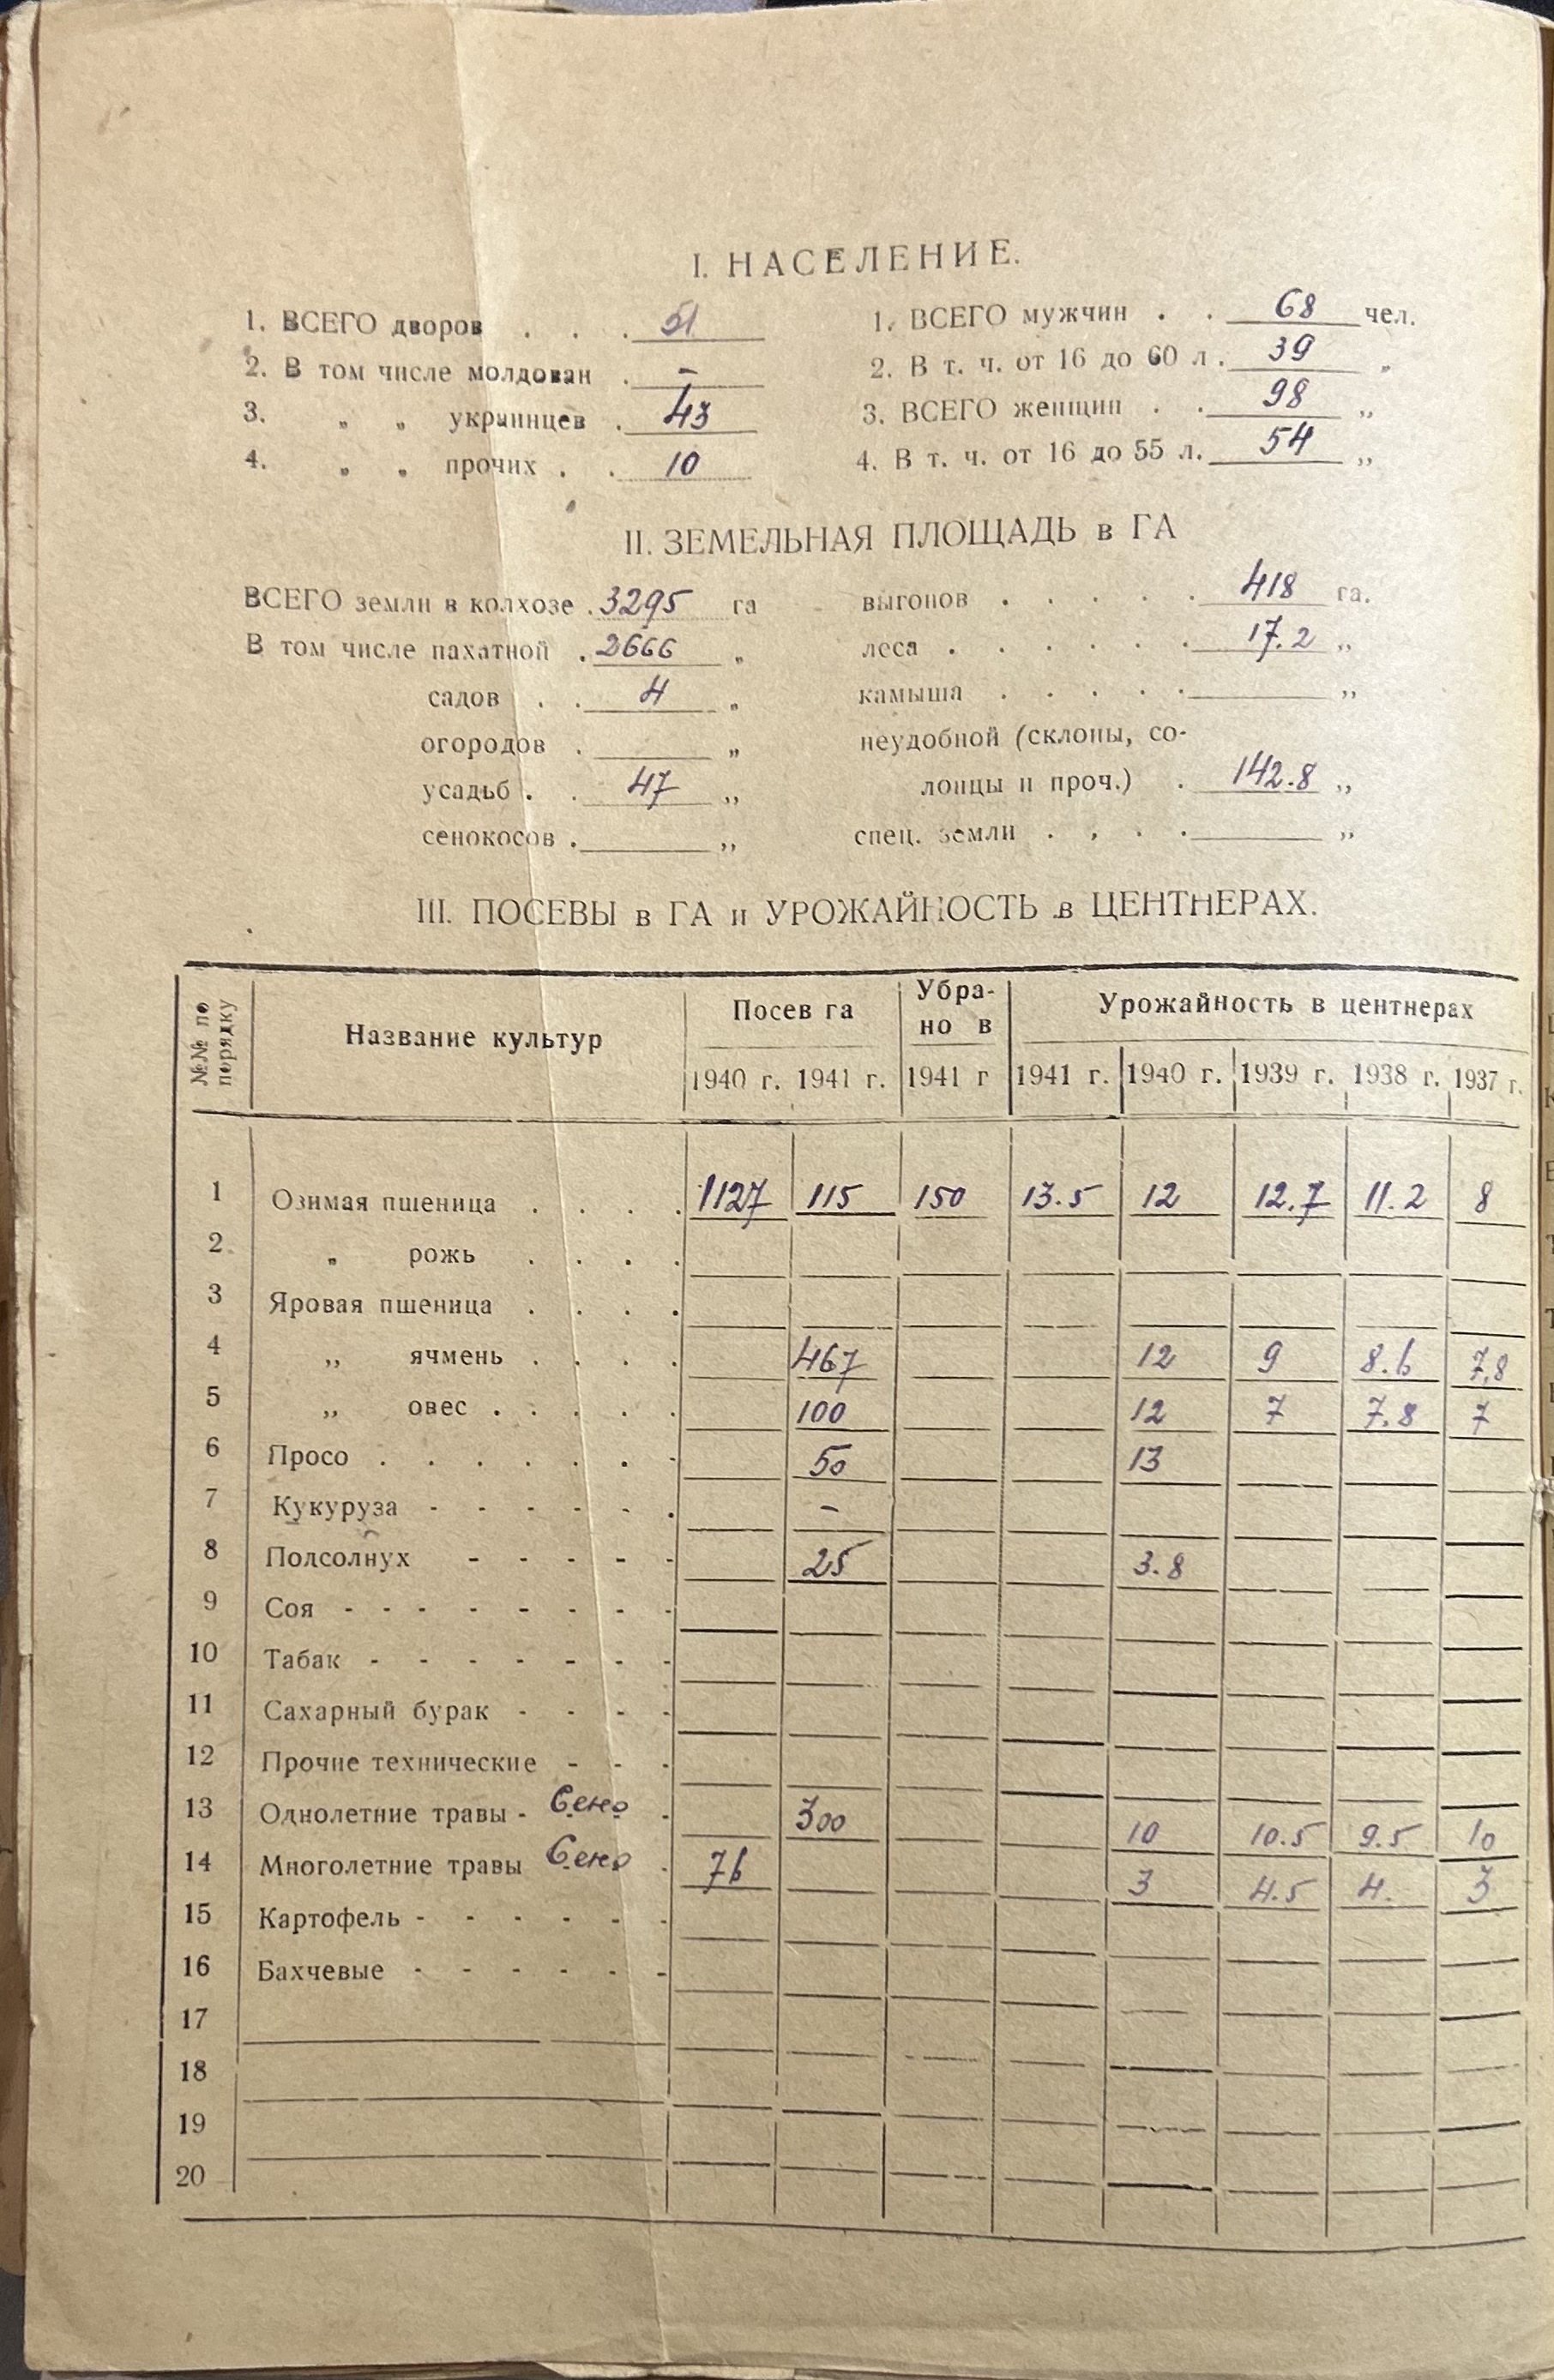 I. НАСЕЛЕНИЕ.
1. ВСЕГО дворов . . . 51
2. В том числе молдован . -
3. „ „ украинцев . 43
4. „ „ прочих . . 10
1. ВСЕГО мужчин . . 68 чел.
2. В т. ч. от 16 до 60 л . 39 „
3. ВСЕГО женщин . . 98 „
4. В т. ч. от 16 до 55 л. 54 „
II. ЗЕМЕЛЬНАЯ ПЛОЩАДЬ в ГА
ВСЕГО земли в колхозе . 3295 га
В том числе пахатной . 2666 „
садов . . 4 „
огородов . „
усадьб . . 47 „
сенокосов . „
выгонов . . . . . 418 га.
леса . . . . . . 17.2 „
камыша . . . . . „
неудобной (склоны, со-
лонцы и проч.) . 142.8 „
спец. земли . . . . „
III. ПОСЕВЫ в ГА и УРОЖАЙНОСТЬ в ЦЕНТНЕРАХ.
№№ по порядку
Название культур
Посев га
Убра-
но в
Урожайность в центнерах
1940 г. 1941 г. 1941 г 1941 г. 1940 г. 1939 г. 1938 г. 1937 г.
1 Озимая пшеница . . . . 1127 115 150 13.5 12 12.7 11.2 8
2 „ рожь . . . .
3 Яровая пшеница . . . .
4 „ ячмень . . . . 467 12 9 8.6 7,8
5 „ овес . . . . . 100 12 7 7.8 7
6 Просо . . . . . . . 50 13
7 Кукуруза - - - - - . -
8 Подсолнух - - - - - 25 3.8
9 Соя - - - - - - - -
10 Табак - - - - - - -
11 Сахарный бурак - - - -
12 Прочие технические - - -
13 Однолетние травы - Сено . 300 10 10.5 9.5 10
14 Многолетние травы Сено . 76 3 4.5 4. 3
15 Картофель - - - - - -
16 Бахчевые - - - - - -
17
18
19
20